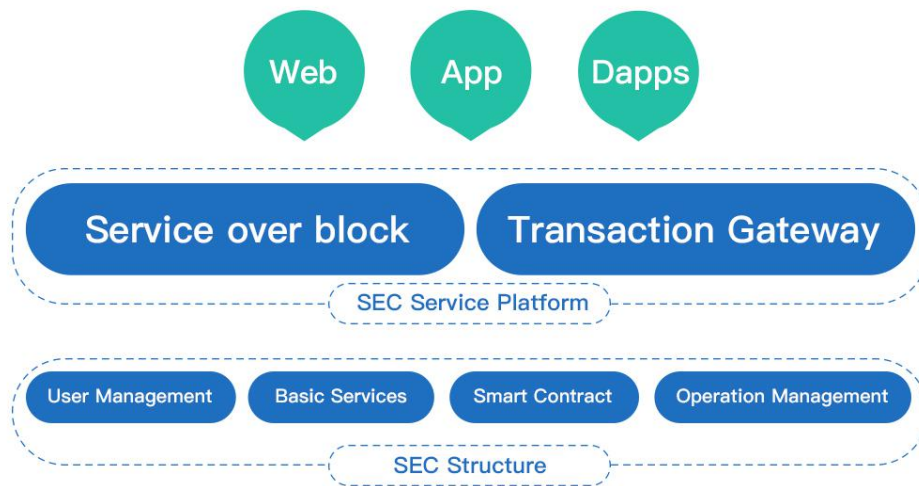 Web
App
Dapps
Service over block
Transaction Gateway
SEC Service Platform
User Management
Basic Services
Smart Contract
Operation Management
SEC Structure